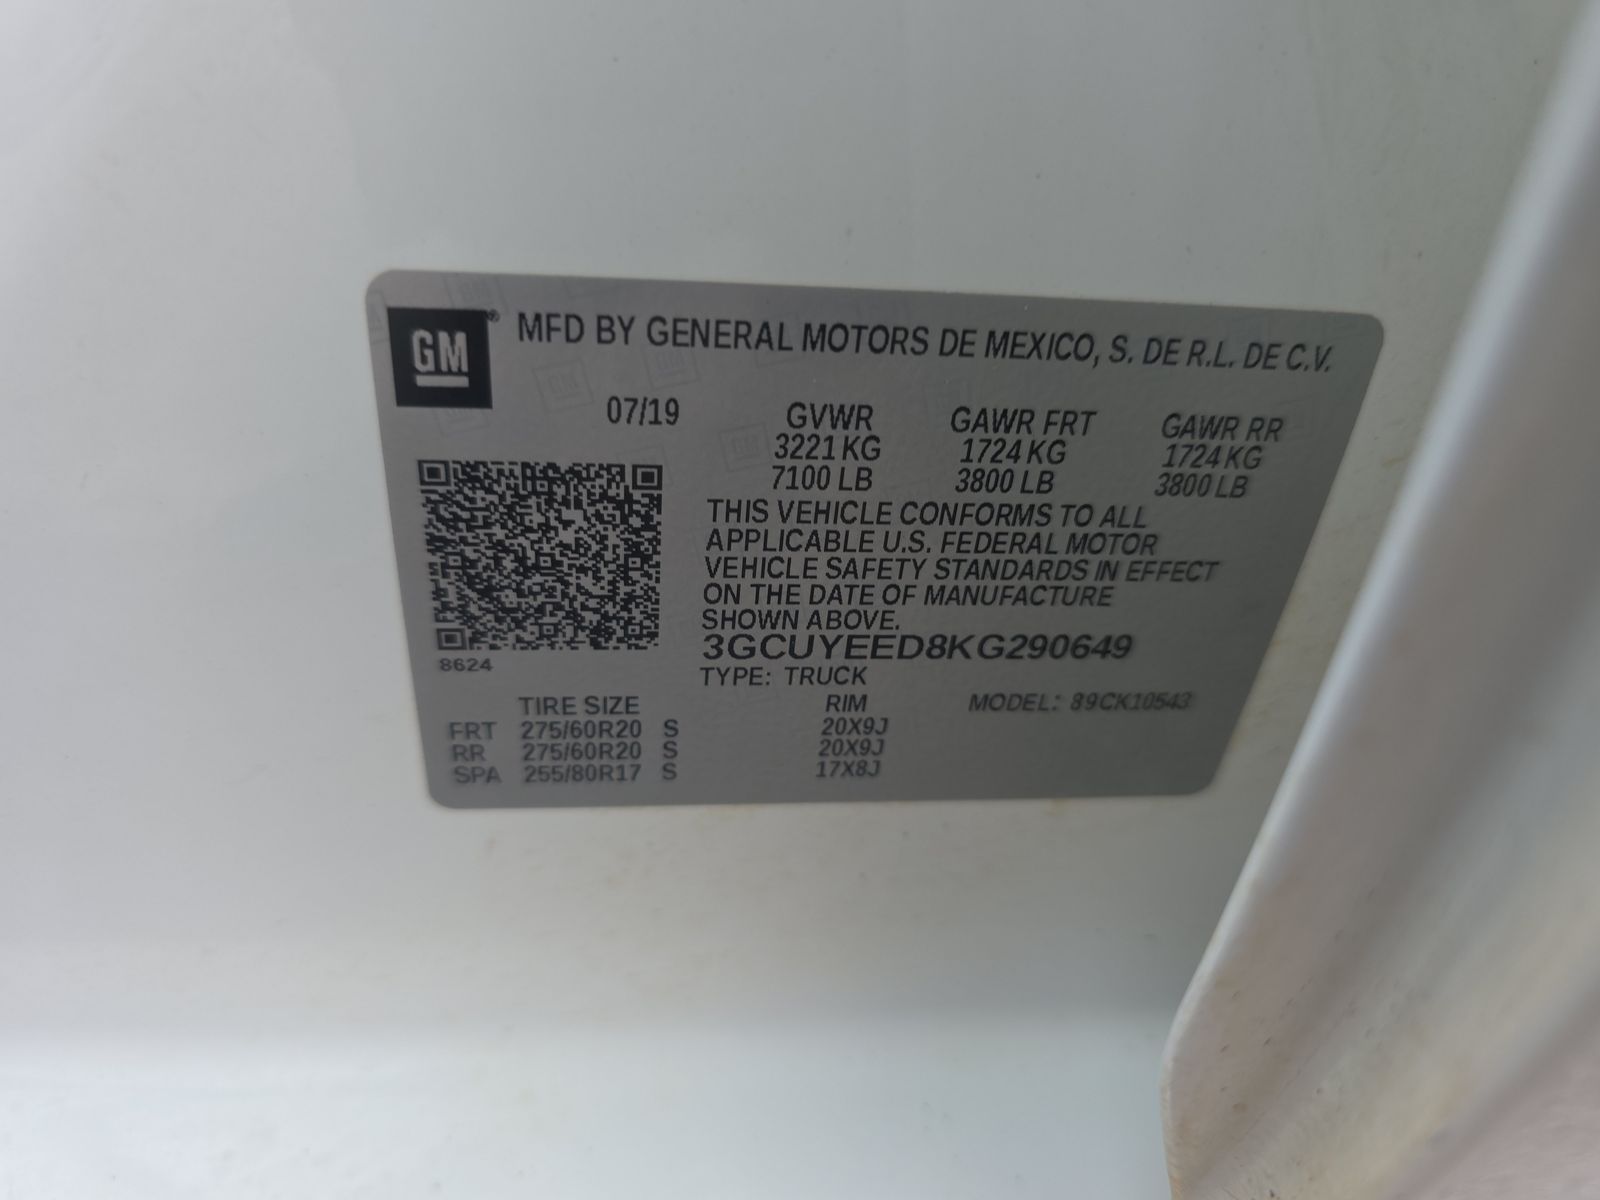 GM® MFD BY GENERAL MOTORS DE MEXICO, S. DE R.L. DE C.V.
07/19 GVWR GAWR FRT GAWR RR
3221 KG 1724 KG 1724 KG
7100 LB 3800 LB 3800 LB
THIS VEHICLE CONFORMS TO ALL
APPLICABLE U.S. FEDERAL MOTOR
VEHICLE SAFETY STANDARDS IN EFFECT
ON THE DATE OF MANUFACTURE
SHOWN ABOVE.
3GCUYEED8KG290649
8624
TYPE: TRUCK
TIRE SIZE RIM MODEL: 89CK10543
FRT 275/60R20 S 20X9J
RR 275/60R20 S 20X9J
SPA 255/80R17 S 17X8J